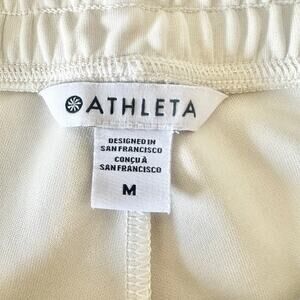 ATHLETA
DESIGNED IN
SAN FRANCISCO
CONÇU À
SAN FRANCISCO
M